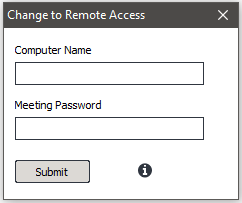 Change to Remote Access
Computer Name
Meeting Password
Submit